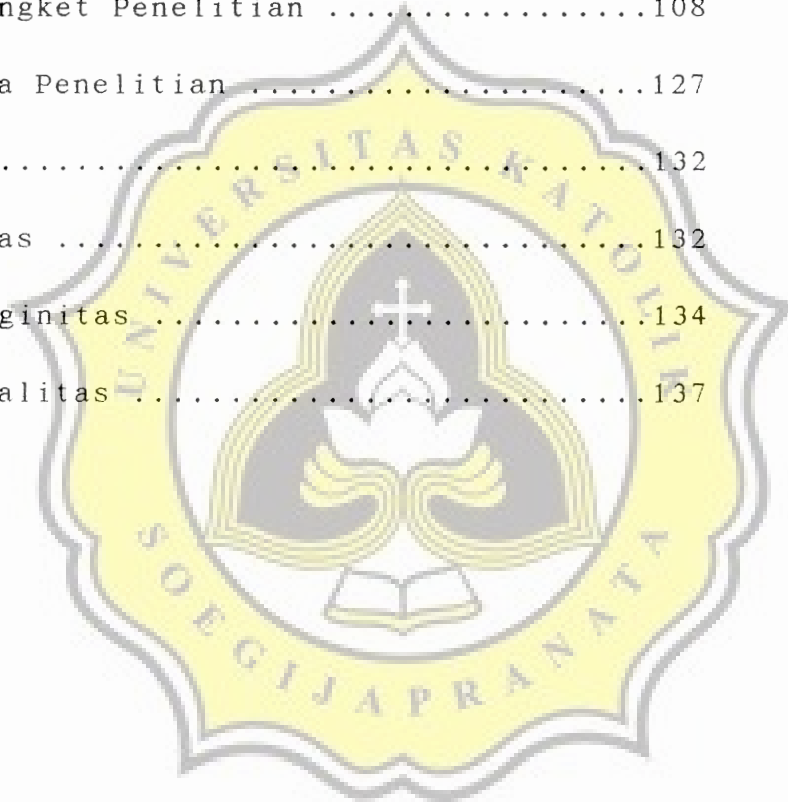 ngket Penelitian ..................108
a Penelitian .......................127
...................................132
as .................................132
ginitas ............................134
alitas .............................137
UNIVERSITAS KATOLIK
SOEGIJAPRANATA